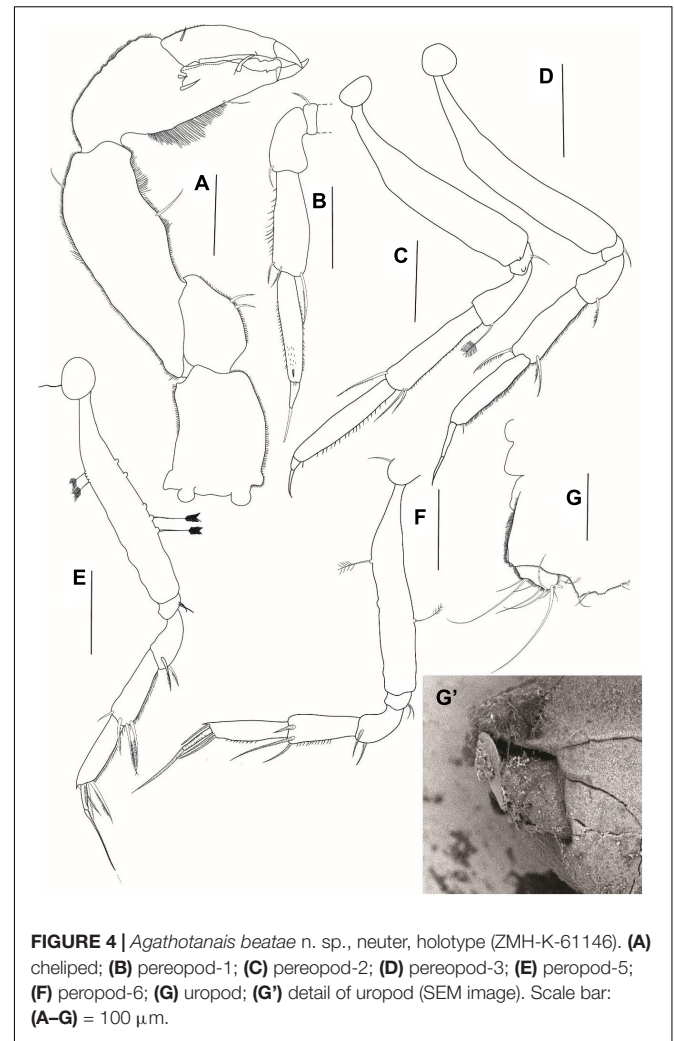 A
B
C
D
E
F
G
G'
FIGURE 4 | Agathotanais beatae n. sp., neuter, holotype (ZMH-K-61146). (A)
cheliped; (B) pereopod-1; (C) pereopod-2; (D) pereopod-3; (E) peropod-5;
(F) peropod-6; (G) uropod; (G') detail of uropod (SEM image). Scale bar:
(A–G) = 100 μm.